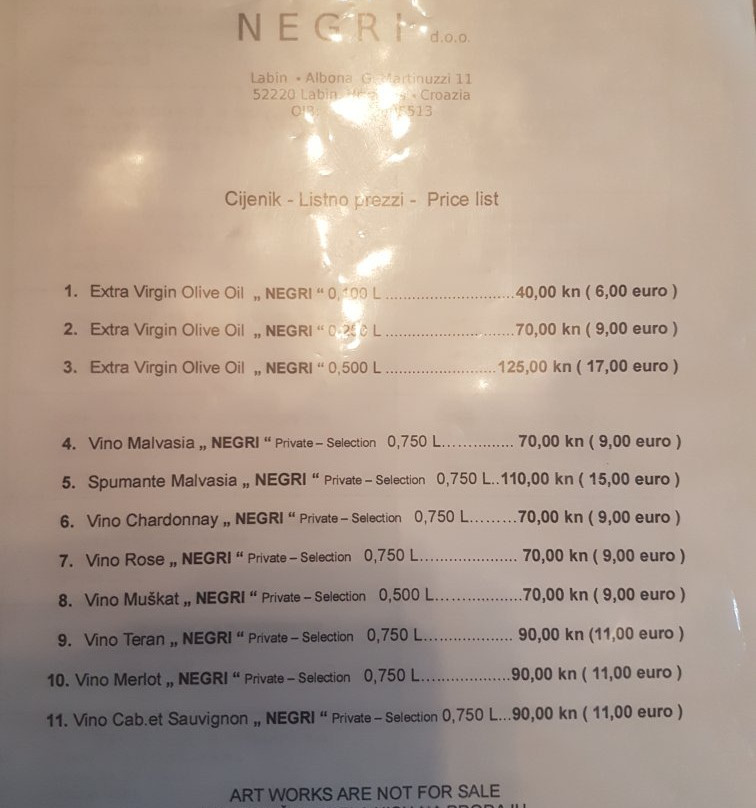 NEGRI d.o.o.
Labin • Albona G. Martinuzzi 11
52220 Labin • Croazia
Cijenik - Listno prezzi - Price list
1. Extra Virgin Olive Oil „ NEGRI “ 0,100 L ............................40,00 kn ( 6,00 euro )
2. Extra Virgin Olive Oil „ NEGRI “ 0,250 L ............................70,00 kn ( 9,00 euro )
3. Extra Virgin Olive Oil „ NEGRI “ 0,500 L ........................125,00 kn ( 17,00 euro )
4. Vino Malvasia „ NEGRI “ Private – Selection 0,750 L............... 70,00 kn ( 9,00 euro )
5. Spumante Malvasia „ NEGRI “ Private – Selection 0,750 L..110,00 kn ( 15,00 euro )
6. Vino Chardonnay „ NEGRI “ Private – Selection 0,750 L.........70,00 kn ( 9,00 euro )
7. Vino Rose „ NEGRI “ Private – Selection 0,750 L..................... 70,00 kn ( 9,00 euro )
8. Vino Muškat „ NEGRI “ Private – Selection 0,500 L..................70,00 kn ( 9,00 euro )
9. Vino Teran „ NEGRI “ Private – Selection 0,750 L................... 90,00 kn (11,00 euro )
10. Vino Merlot „ NEGRI “ Private – Selection 0,750 L...................90,00 kn ( 11,00 euro )
11. Vino Cab.et Sauvignon „ NEGRI “ Private – Selection 0,750 L...90,00 kn ( 11,00 euro )
ART WORKS ARE NOT FOR SALE